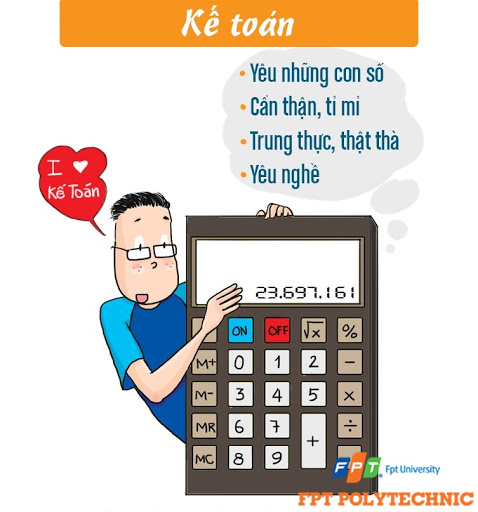 Kế toán
• Yêu những con số
• Cẩn thận, tỉ mỉ
• Trung thực, thật thà
• Yêu nghề
I ♥
Kế Toán
23.697.161
ON OFF √x %
M+ 0 1 2 -
M- 3 4 5 x
MR 6 7 + ÷
MC 8 9
FPT. Fpt University
FPT POLYTECHNIC